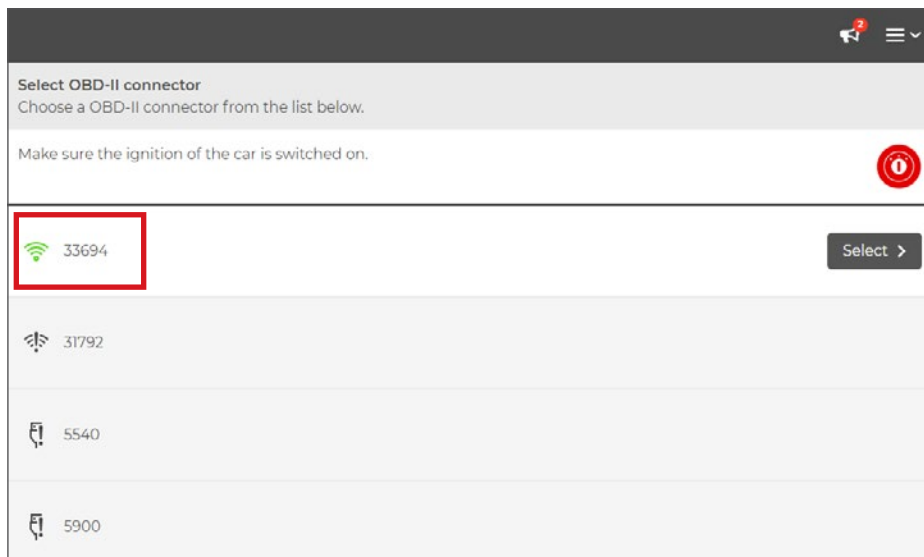 2
Select OBD-II connector
Choose a OBD-II connector from the list below.
Make sure the ignition of the car is switched on.
33694
Select >
31792
5540
5900